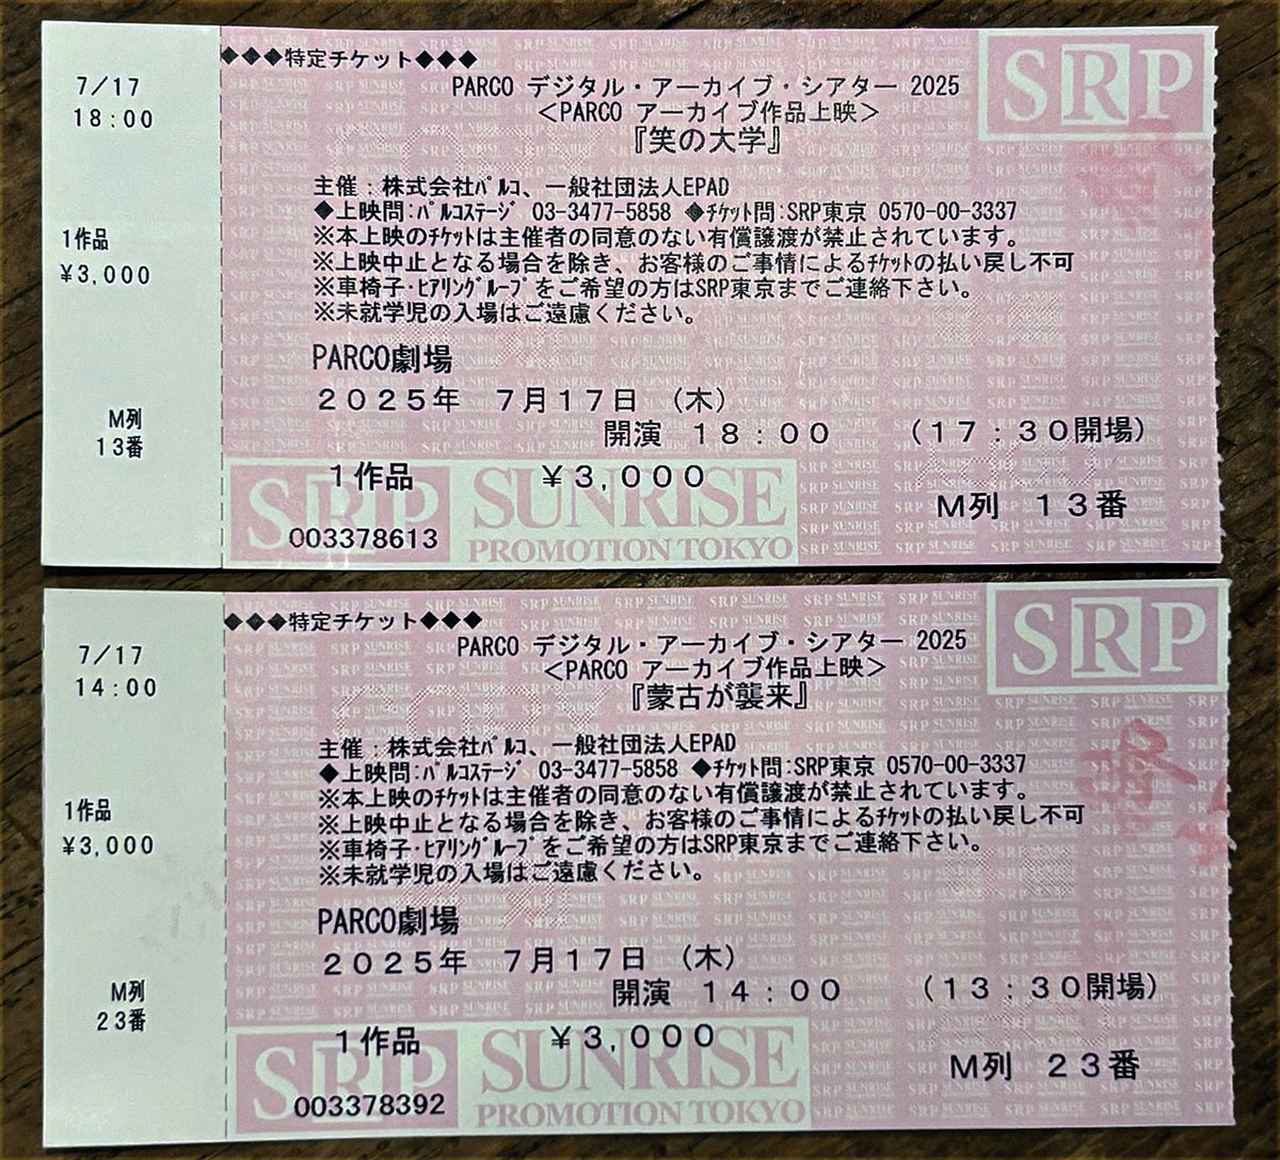 7/17
18:00
1作品
¥3,000
M列
13番
◆◆◆特定チケット◆◆◆
PARCO デジタル・アーカイブ・シアター 2025
<PARCO アーカイブ作品上映>
『笑の大学』
SRP
主催:株式会社ﾊﾟﾙｺ、一般社団法人EPAD
◆上映問:ﾊﾟﾙｺｽﾃｰｼﾞ 03-3477-5858 ◆ﾁｹｯﾄ問:SRP東京 0570-00-3337
※本上映のﾁｹｯﾄは主催者の同意のない有償譲渡が禁止されています。
※上映中止となる場合を除き、お客様のご事情によるﾁｹｯﾄの払い戻し不可
※車椅子･ﾋｱﾘﾝｸﾞﾙｰﾌﾟをご希望の方はSRP東京までご連絡下さい。
※未就学児の入場はご遠慮ください。
PARCO劇場
2025年 7月17日 (木)
開演 18:00 (17:30開場)
1作品 ¥3,000
M列 13番
SRP SUNRISE
PROMOTION TOKYO
003378613
7/17
14:00
1作品
¥3,000
M列
23番
◆◆◆特定チケット◆◆◆
PARCO デジタル・アーカイブ・シアター 2025
<PARCO アーカイブ作品上映>
『蒙古が襲来』
SRP
主催:株式会社ﾊﾟﾙｺ、一般社団法人EPAD
◆上映問:ﾊﾟﾙｺｽﾃｰｼﾞ 03-3477-5858 ◆ﾁｹｯﾄ問:SRP東京 0570-00-3337
※本上映のﾁｹｯﾄは主催者の同意のない有償譲渡が禁止されています。
※上映中止となる場合を除き、お客様のご事情によるﾁｹｯﾄの払い戻し不可
※車椅子･ﾋｱﾘﾝｸﾞﾙｰﾌﾟをご希望の方はSRP東京までご連絡下さい。
※未就学児の入場はご遠慮ください。
PARCO劇場
2025年 7月17日 (木)
開演 14:00 (13:30開場)
1作品 ¥3,000
M列 23番
SRP SUNRISE
PROMOTION TOKYO
003378392